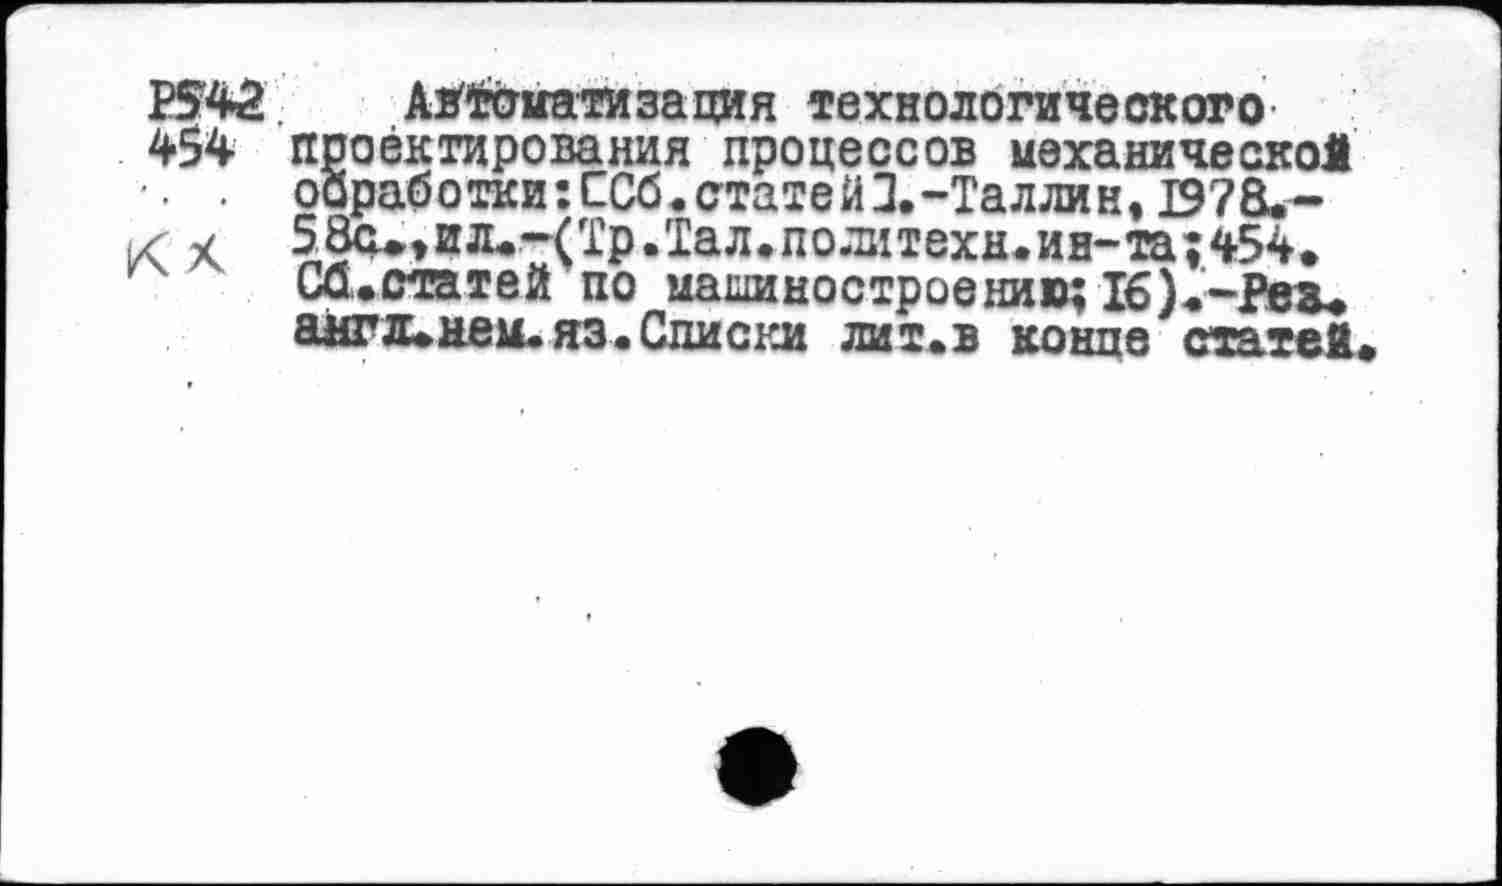 Р542 Автоматизация технологического
454 проектирования процессов механической
обработки:[Сб.статей].-Таллин,1978.-
58с.,ил.-(Тр.Тал.политехн.ин-та;454.
КХ
Сб.статей по машиностроению;16).-Рез.
англ.нем.яз.Списки лит.в конце статей.